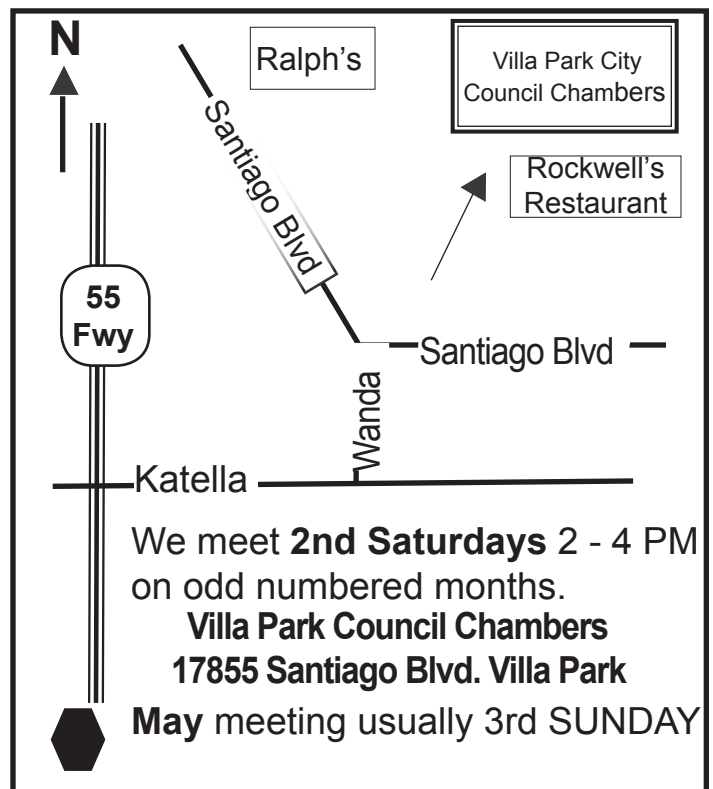 N
Ralph's
Villa Park City
Council Chambers
Santiago Blvd
Rockwell's
Restaurant
55
Fwy
Santiago Blvd
Wanda
Katella
We meet 2nd Saturdays 2 - 4 PM
on odd numbered months.
Villa Park Council Chambers
17855 Santiago Blvd. Villa Park
May meeting usually 3rd SUNDAY